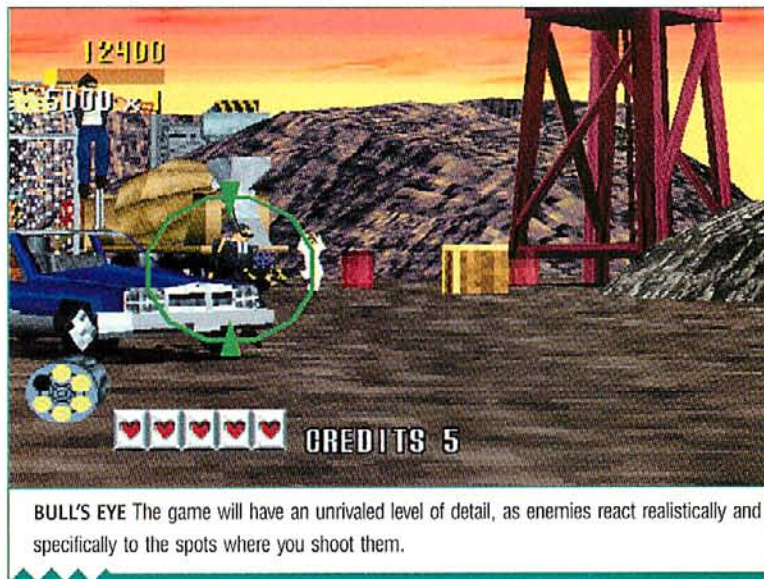 12400
5000 x 1
CREDITS 5
BULL'S EYE The game will have an unrivaled level of detail, as enemies react realistically and
specifically to the spots where you shoot them.